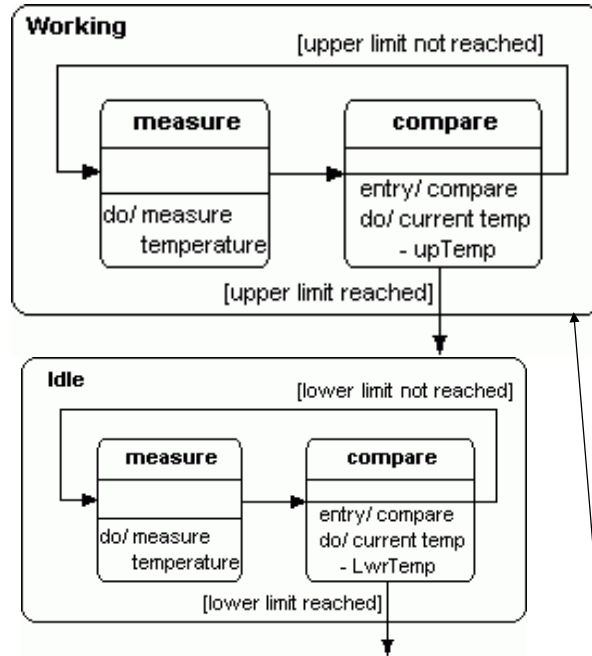 Working
[upper limit not reached]
measure
compare
do/ measure
temperature
entry/ compare
do/ current temp
- upTemp
[upper limit reached]
Idle
[lower limit not reached]
measure
compare
do/ measure
temperature
entry/ compare
do/ current temp
- LwrTemp
[lower limit reached]